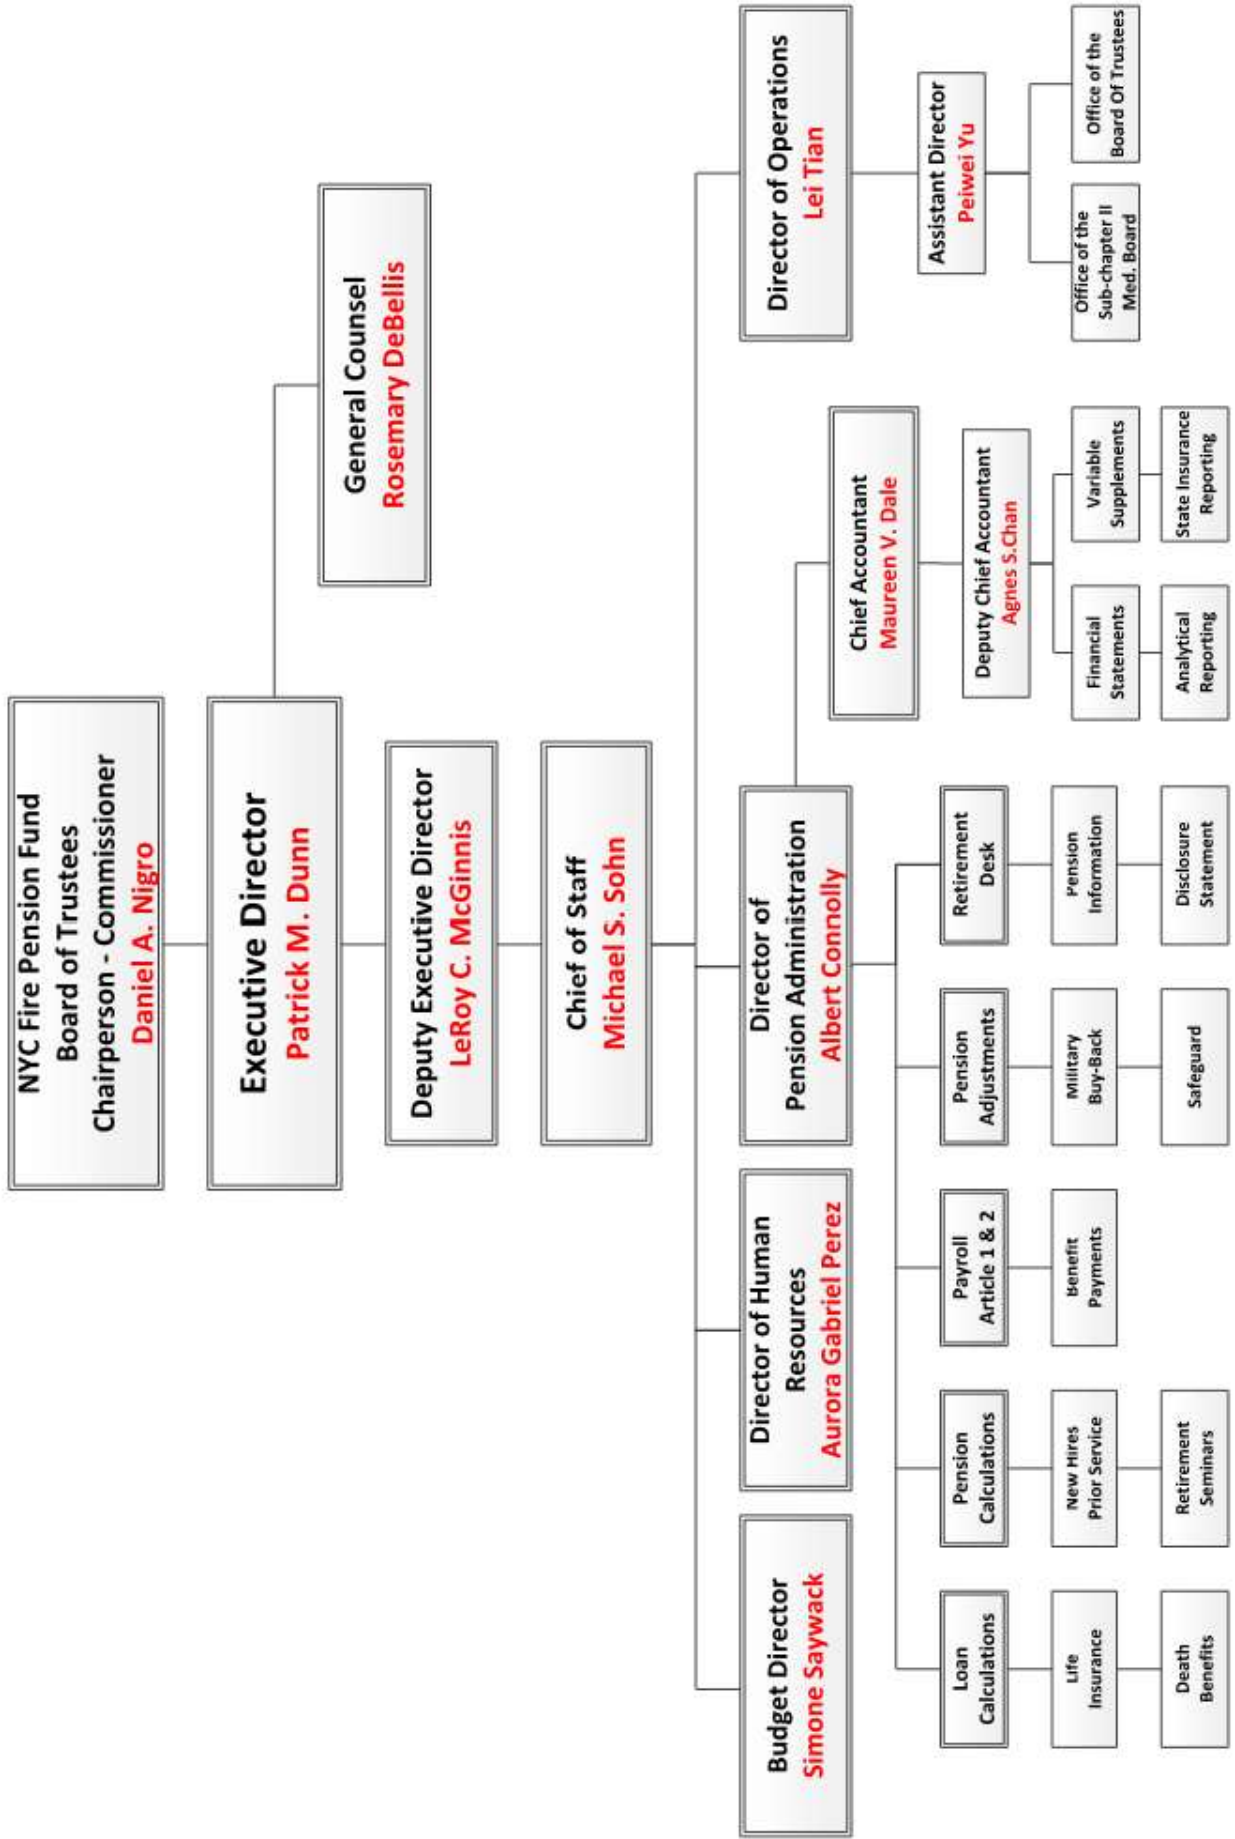 NYC Fire Pension Fund
Board of Trustees
Chairperson - Commissioner
Daniel A. Nigro
Executive Director
Patrick M. Dunn
General Counsel
Rosemary DeBellis
Deputy Executive Director
LeRoy C. McGinnis
Chief of Staff
Michael S. Sohn
Budget Director
Simone Saywack
Director of Human
Resources
Aurora Gabriel Perez
Director of
Pension Administration
Albert Connolly
Director of Operations
Lei Tian
Chief Accountant
Maureen V. Dale
Assistant Director
Peiwei Yu
Deputy Chief Accountant
Agnes S.Chan
Loan
Calculations
Pension
Calculations
Payroll
Article 1 & 2
Pension
Adjustments
Retirement
Desk
Life
Insurance
New Hires
Prior Service
Benefit
Payments
Military
Buy-Back
Pension
Information
Financial
Statements
Variable
Supplements
Office of the
Sub-chapter II
Med. Board
Office of the
Board Of Trustees
Death
Benefits
Retirement
Seminars
Safeguard
Disclosure
Statement
Analytical
Reporting
State Insurance
Reporting